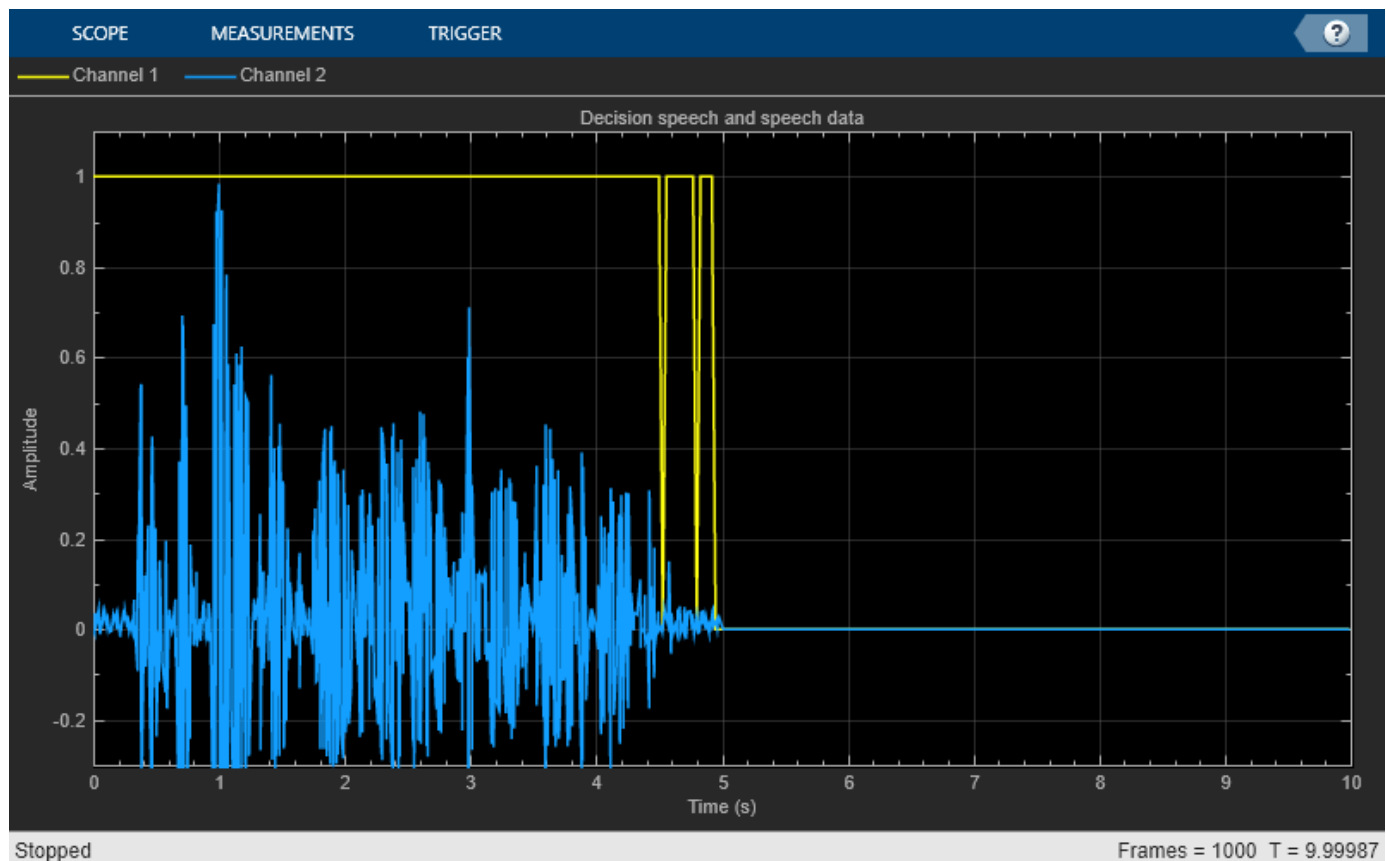 SCOPE MEASUREMENTS TRIGGER ?
Channel 1 Channel 2
Decision speech and speech data
Amplitude
1
0.8
0.6
0.4
0.2
0
-0.2
0 1 2 3 4 5 6 7 8 9 10
Time (s)
Stopped Frames = 1000 T = 9.99987